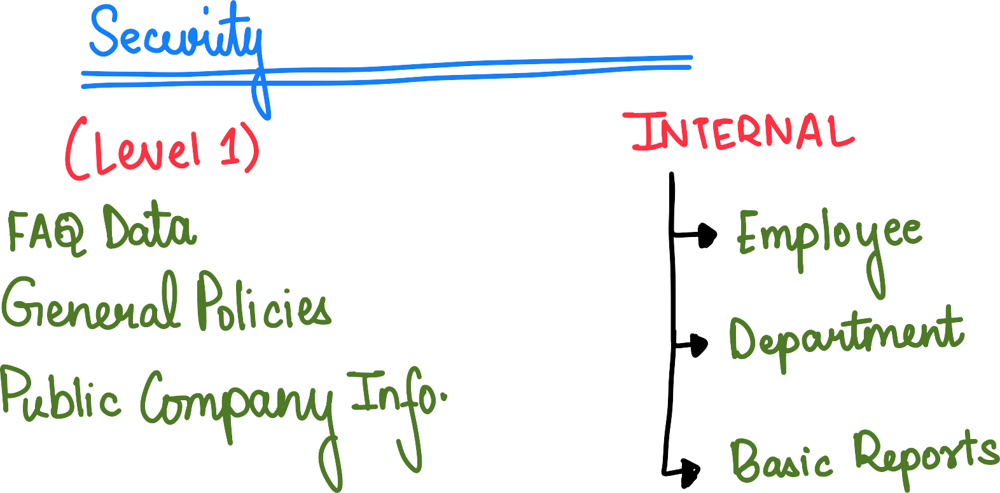 Security
(Level 1)
FAQ Data
General Policies
Public Company Info.
INTERNAL
Employee
Department
Basic Reports